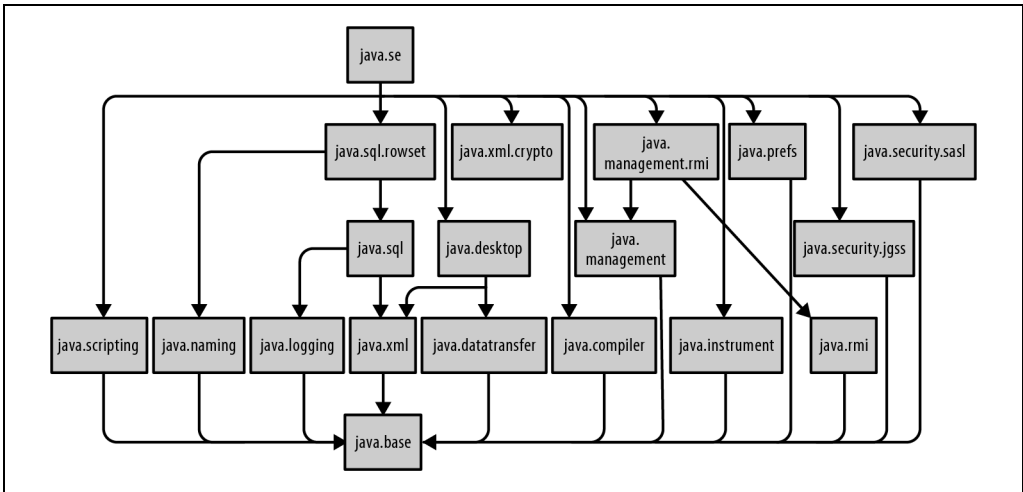 java.se
java.sql.rowset
java.xml.crypto
java.
management.rmi
java.prefs
java.security.sasl
java.sql
java.desktop
java.
management
java.security.jgss
java.scripting
java.naming
java.logging
java.xml
java.datatransfer
java.compiler
java.instrument
java.rmi
java.base